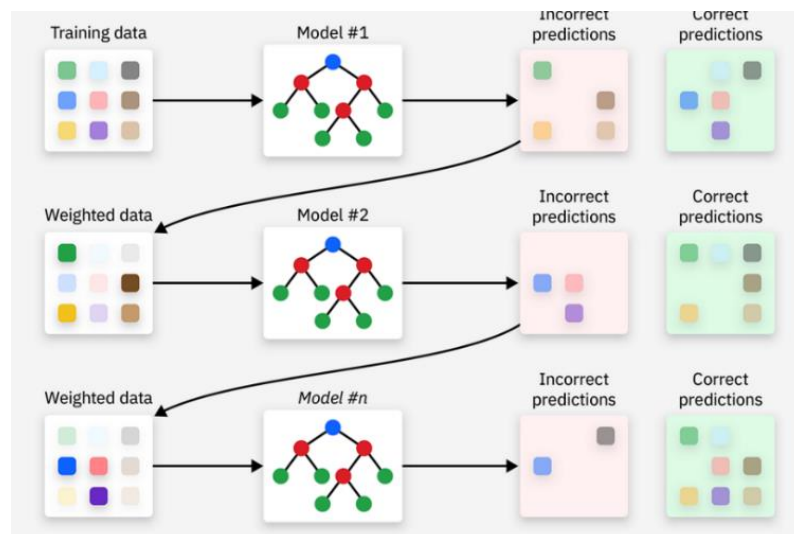 Training data
Model #1
Incorrect
predictions
Correct
predictions
Weighted data
Model #2
Incorrect
predictions
Correct
predictions
Weighted data
Model #n
Incorrect
predictions
Correct
predictions